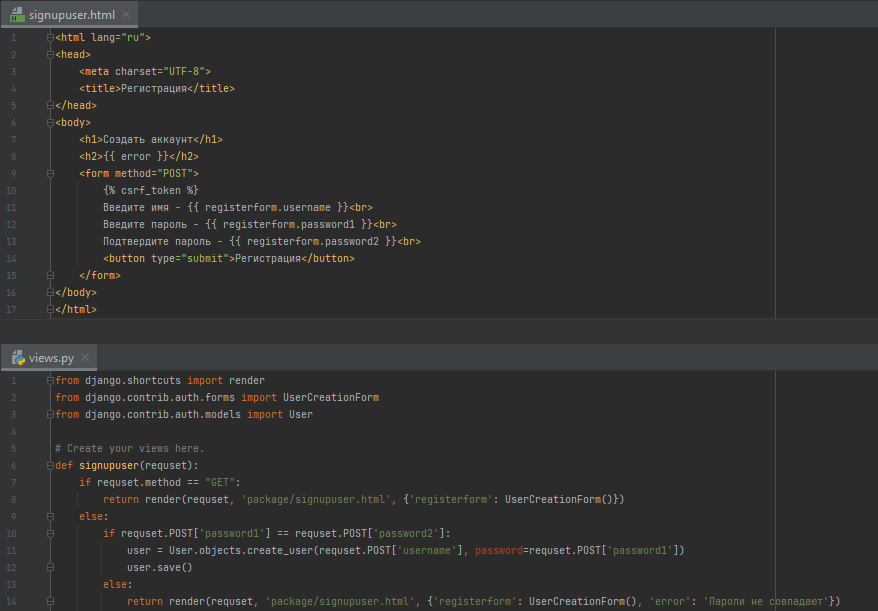 signupuser.html
1 <html lang="ru">
2 <head>
3     <meta charset="UTF-8">
4     <title>Регистрация</title>
5 </head>
6 <body>
7     <h1>Создать аккаунт</h1>
8     <h2>{{ error }}</h2>
9     <form method="POST">
10         {% csrf_token %}
11         Введите имя - {{ registerform.username }}<br>
12         Введите пароль - {{ registerform.password1 }}<br>
13         Подтвердите пароль - {{ registerform.password2 }}<br>
14         <button type="submit">Регистрация</button>
15     </form>
16 </body>
17 </html>
views.py
1 from django.shortcuts import render
2 from django.contrib.auth.forms import UserCreationForm
3 from django.contrib.auth.models import User
4
5 # Create your views here.
6 def signupuser(requset):
7     if requset.method == "GET":
8         return render(requset, 'package/signupuser.html', {'registerform': UserCreationForm()})
9     else:
10         if requset.POST['password1'] == requset.POST['password2']:
11             user = User.objects.create_user(requset.POST['username'], password=requset.POST['password1'])
12             user.save()
13         else:
14             return render(requset, 'package/signupuser.html', {'registerform': UserCreationForm(), 'error': 'Пароли не совпадают'})